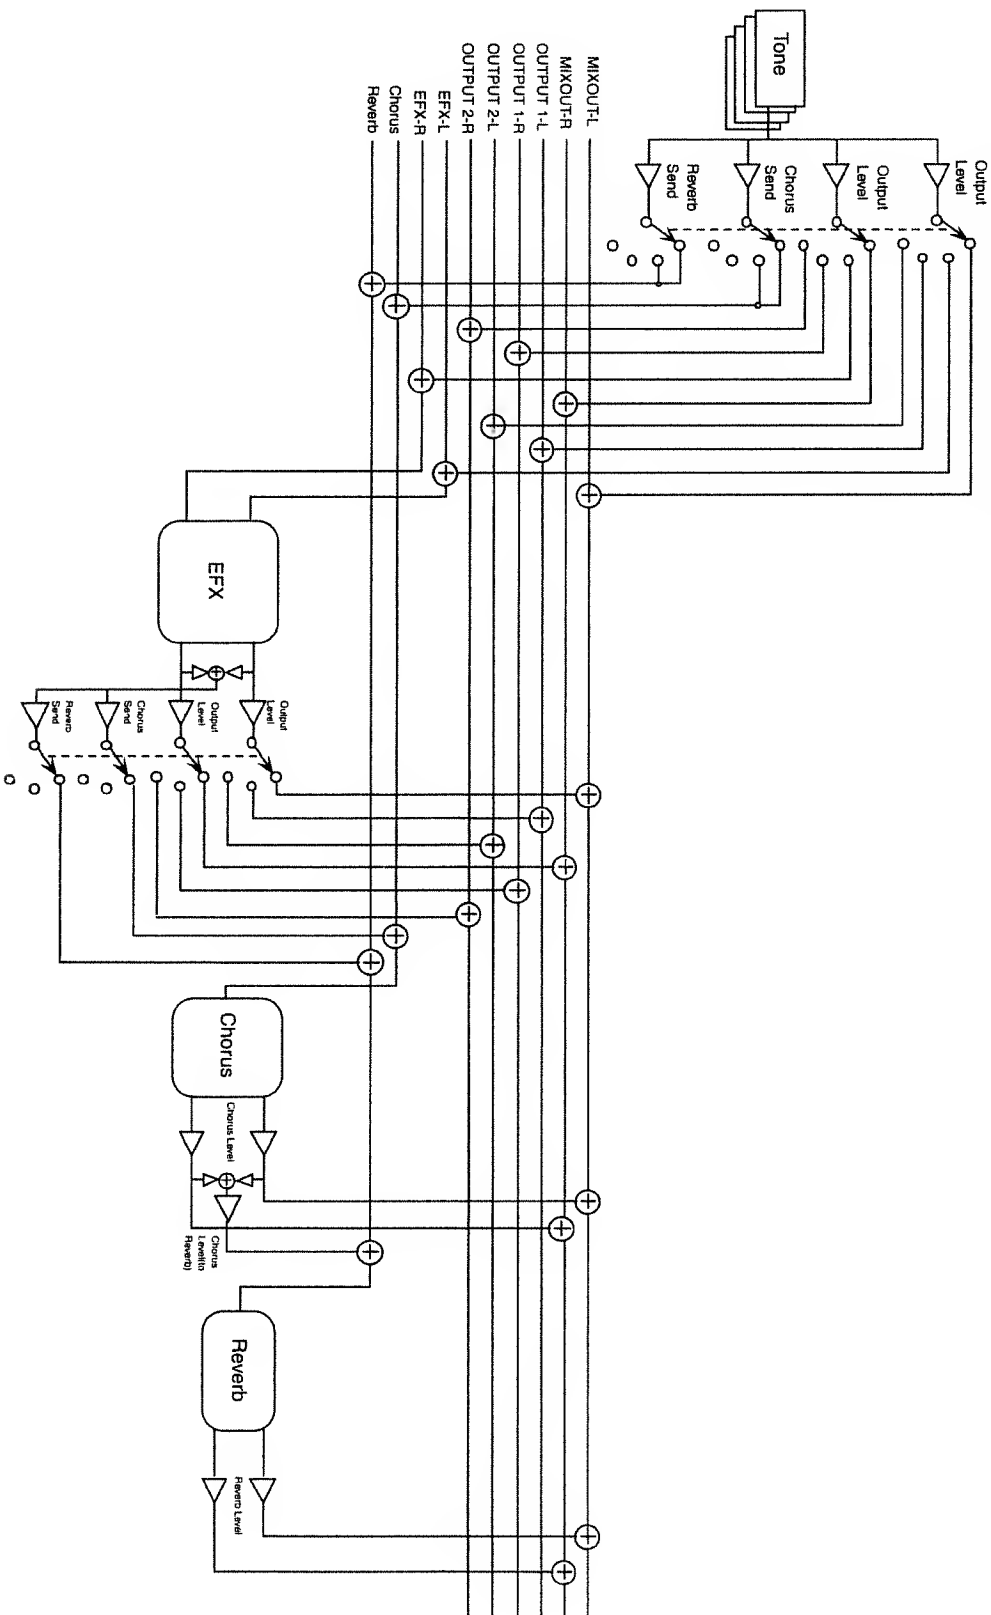 Tone
Output
Level
Output
Level
Chorus
Send
Reverb
Send
MIXOUT-L
MIXOUT-R
OUTPUT 1-L
OUTPUT 1-R
OUTPUT 2-L
OUTPUT 2-R
EFX-L
EFX-R
Chorus
Reverb
EFX
Output
Level
Output
Level
Chorus
Send
Reverb
Send
Chorus
Chorus Level
Chorus
Level(to
Reverb)
Reverb
Reverb Level